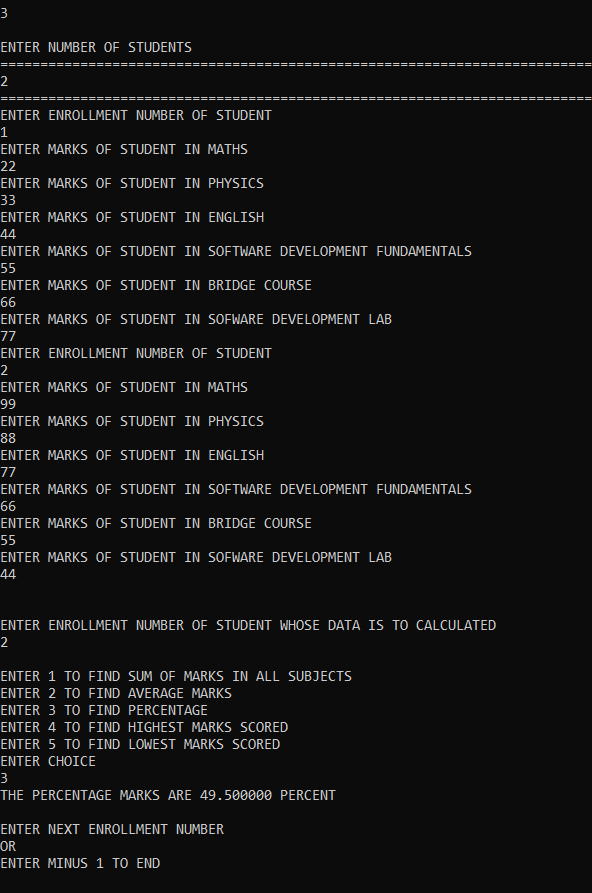 3
ENTER NUMBER OF STUDENTS
==========================================================================
2
==========================================================================
ENTER ENROLLMENT NUMBER OF STUDENT
1
ENTER MARKS OF STUDENT IN MATHS
22
ENTER MARKS OF STUDENT IN PHYSICS
33
ENTER MARKS OF STUDENT IN ENGLISH
44
ENTER MARKS OF STUDENT IN SOFTWARE DEVELOPMENT FUNDAMENTALS
55
ENTER MARKS OF STUDENT IN BRIDGE COURSE
66
ENTER MARKS OF STUDENT IN SOFWARE DEVELOPMENT LAB
77
ENTER ENROLLMENT NUMBER OF STUDENT
2
ENTER MARKS OF STUDENT IN MATHS
99
ENTER MARKS OF STUDENT IN PHYSICS
88
ENTER MARKS OF STUDENT IN ENGLISH
77
ENTER MARKS OF STUDENT IN SOFTWARE DEVELOPMENT FUNDAMENTALS
66
ENTER MARKS OF STUDENT IN BRIDGE COURSE
55
ENTER MARKS OF STUDENT IN SOFWARE DEVELOPMENT LAB
44
ENTER ENROLLMENT NUMBER OF STUDENT WHOSE DATA IS TO CALCULATED
2
ENTER 1 TO FIND SUM OF MARKS IN ALL SUBJECTS
ENTER 2 TO FIND AVERAGE MARKS
ENTER 3 TO FIND PERCENTAGE
ENTER 4 TO FIND HIGHEST MARKS SCORED
ENTER 5 TO FIND LOWEST MARKS SCORED
ENTER CHOICE
3
THE PERCENTAGE MARKS ARE 49.500000 PERCENT
ENTER NEXT ENROLLMENT NUMBER
OR
ENTER MINUS 1 TO END